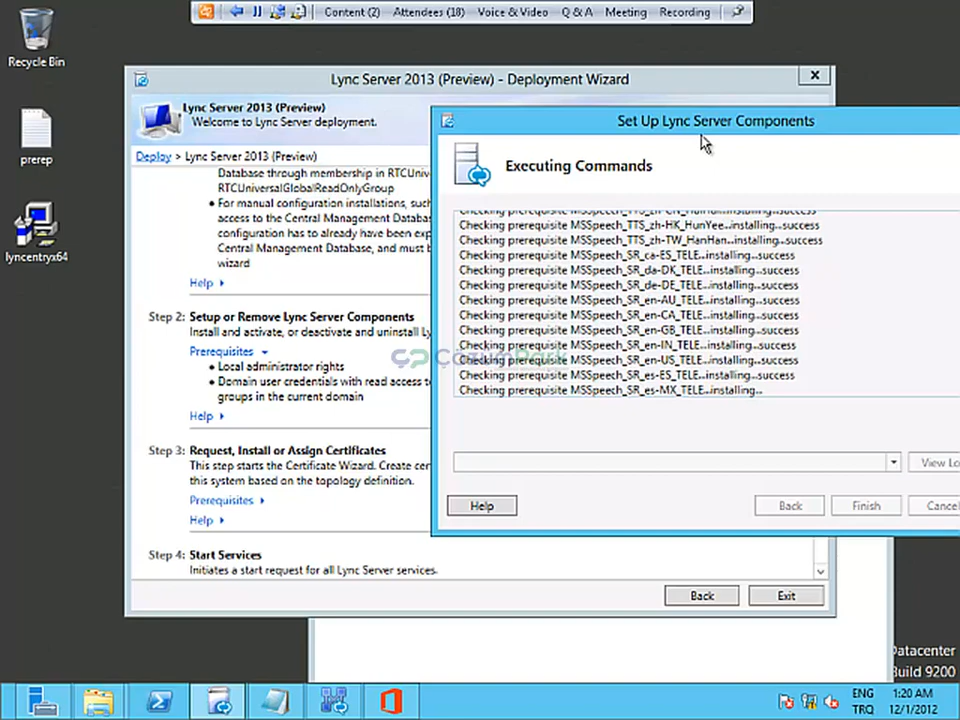 Content (2) Attendees (18) Voice & Video Q & A Meeting Recording
Recycle Bin
prerep
lyncentryx64
Lync Server 2013 (Preview) - Deployment Wizard
Lync Server 2013 (Preview)
Welcome to Lync Server deployment.
Deploy > Lync Server 2013 (Preview)
Database through membership in RTCUniv
RTCUniversalGlobalReadOnlyGroup
For manual configuration installations, suc
access to the Central Management Databas
configuration has to already have been exp
Central Management Database, and must b
wizard
Help
Step 2: Setup or Remove Lync Server Components
Install and activate, or deactivate and uninstall Ly
Prerequisites
Local administrator rights
Domain user credentials with read access t
groups in the current domain
Help
Step 3: Request, Install or Assign Certificates
This step starts the Certificate Wizard. Create cer
this system based on the topology definition.
Prerequisites
Help
Step 4: Start Services
Initiates a start request for all Lync Server services.
Back Exit
Set Up Lync Server Components
Executing Commands
Checking prerequisite MSSpeech_TTS_zh-HK_HunYee...installing...success
Checking prerequisite MSSpeech_TTS_zh-TW_HanHan...installing...success
Checking prerequisite MSSpeech_SR_ca-ES_TELE...installing...success
Checking prerequisite MSSpeech_SR_da-DK_TELE...installing...success
Checking prerequisite MSSpeech_SR_de-DE_TELE...installing...success
Checking prerequisite MSSpeech_SR_en-AU_TELE...installing...success
Checking prerequisite MSSpeech_SR_en-CA_TELE...installing...success
Checking prerequisite MSSpeech_SR_en-GB_TELE...installing...success
Checking prerequisite MSSpeech_SR_en-IN_TELE...installing...success
Checking prerequisite MSSpeech_SR_en-US_TELE...installing...success
Checking prerequisite MSSpeech_SR_es-ES_TELE...installing...success
Checking prerequisite MSSpeech_SR_es-MX_TELE...installing...
ÇözümPark
View Lo
Help Back Finish Cancel
Datacenter
Build 9200
ENG 1:20 AM
TRQ 12/1/2012